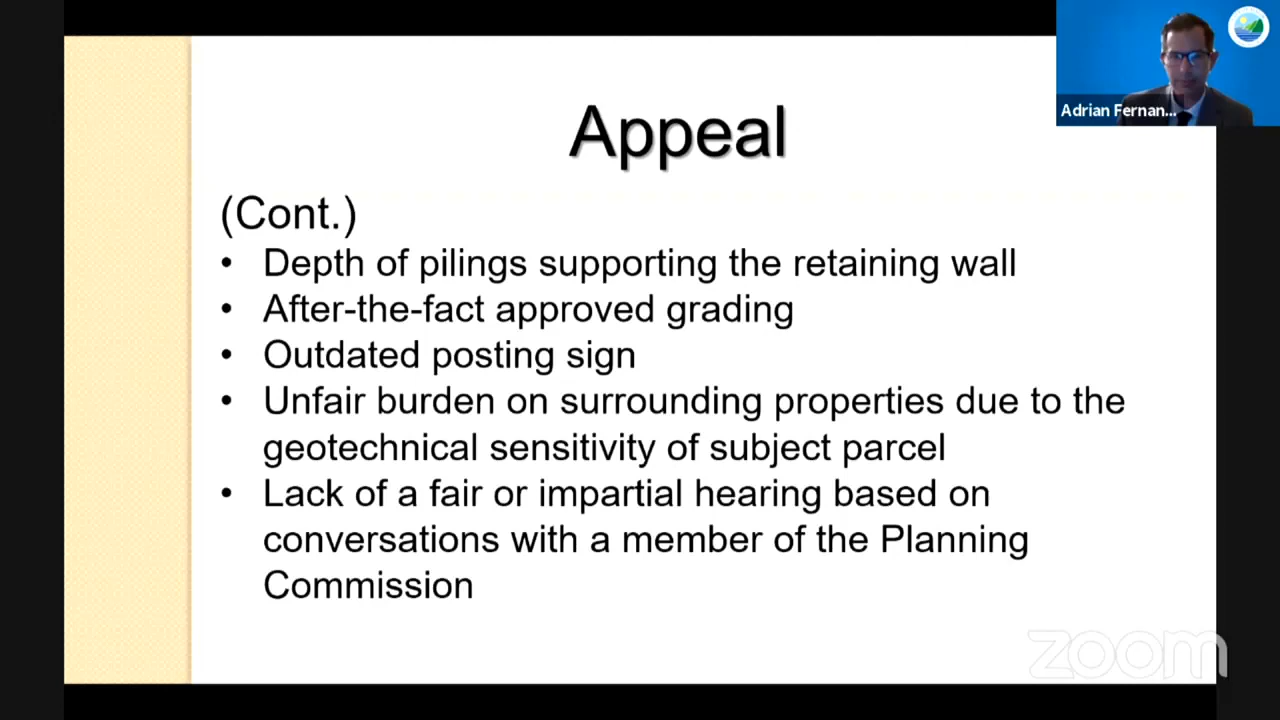 Appeal
Adrian Fernan...
(Cont.)
• Depth of pilings supporting the retaining wall
• After-the-fact approved grading
• Outdated posting sign
• Unfair burden on surrounding properties due to the
geotechnical sensitivity of subject parcel
• Lack of a fair or impartial hearing based on
conversations with a member of the Planning
Commission
zoom